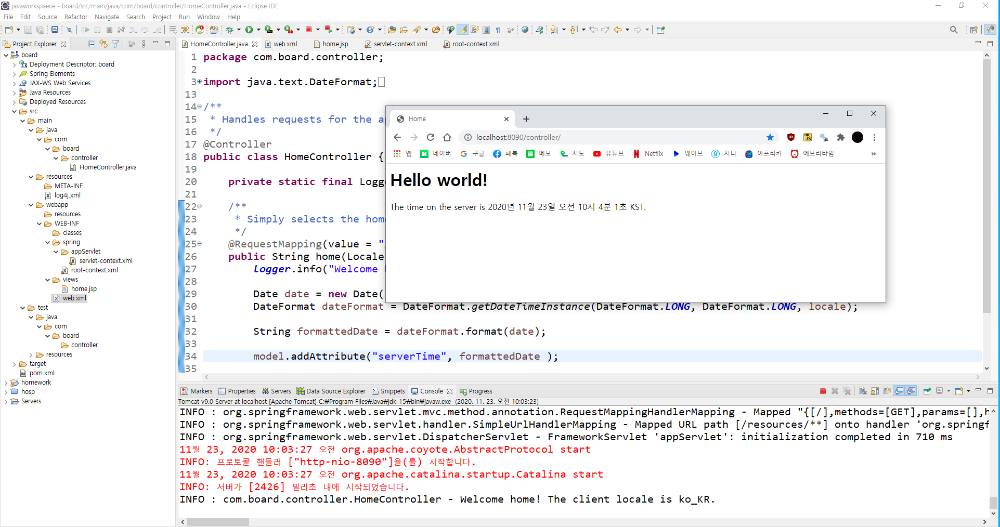 javaworkspaece - board/src/main/java/com/board/controller/HomeController.java - Eclipse IDE
File Edit Source Refactor Navigate Search Project Run Window Help
Project Explorer
board
Deployment Descriptor: board
Spring Elements
JAX-WS Web Services
Java Resources
Deployed Resources
src
main
java
com
board
controller
HomeController.java
resources
META-INF
log4j.xml
webapp
resources
WEB-INF
classes
spring
appServlet
servlet-context.xml
root-context.xml
views
home.jsp
web.xml
test
java
com
board
controller
resources
target
pom.xml
homework
hosp
Servers
HomeController.java web.xml home.jsp servlet-context.xml root-context.xml
1 package com.board.controller;
2
3 import java.text.DateFormat;
13
14 /**
15 * Handles requests for the a
16 */
17 @Controller
18 public class HomeController {
19
20 private static final Logg
21
22 /**
23 * Simply selects the hom
24 */
25 @RequestMapping(value = "
26 public String home(Locale
27 logger.info("Welcome
28
29 Date date = new Date(
30 DateFormat dateFormat = DateFormat.getDateTimeInstance(DateFormat.LONG, DateFormat.LONG, locale);
31
32 String formattedDate = dateFormat.format(date);
33
34 model.addAttribute("serverTime", formattedDate );
35
Home
localhost:8090/controller/
앱 네이버 구글 페북 메모 지도 유튜브 Netflix 웨이브 지니 아프리카 에브리타임 »
Hello world!
The time on the server is 2020년 11월 23일 오전 10시 4분 1초 KST.
Markers Properties Servers Data Source Explorer Snippets Console Progress
Tomcat v9.0 Server at localhost [Apache Tomcat] C:₩Program Files₩Java₩jdk-15₩bin₩javaw.exe (2020. 11. 23. 오전 10:03:23)
INFO : org.springframework.web.servlet.mvc.method.annotation.RequestMappingHandlerMapping - Mapped "{[/],methods=[GET],params=[],h
INFO : org.springframework.web.servlet.handler.SimpleUrlHandlerMapping - Mapped URL path [/resources/**] onto handler 'org.springf
INFO : org.springframework.web.servlet.DispatcherServlet - FrameworkServlet 'appServlet': initialization completed in 710 ms
11월 23, 2020 10:03:27 오전 org.apache.coyote.AbstractProtocol start
INFO: 프로토콜 핸들러 ["http-nio-8090"]을(를) 시작합니다.
11월 23, 2020 10:03:27 오전 org.apache.catalina.startup.Catalina start
INFO: 서버가 [2426] 밀리초 내에 시작되었습니다.
INFO : com.board.controller.HomeController - Welcome home! The client locale is ko_KR.